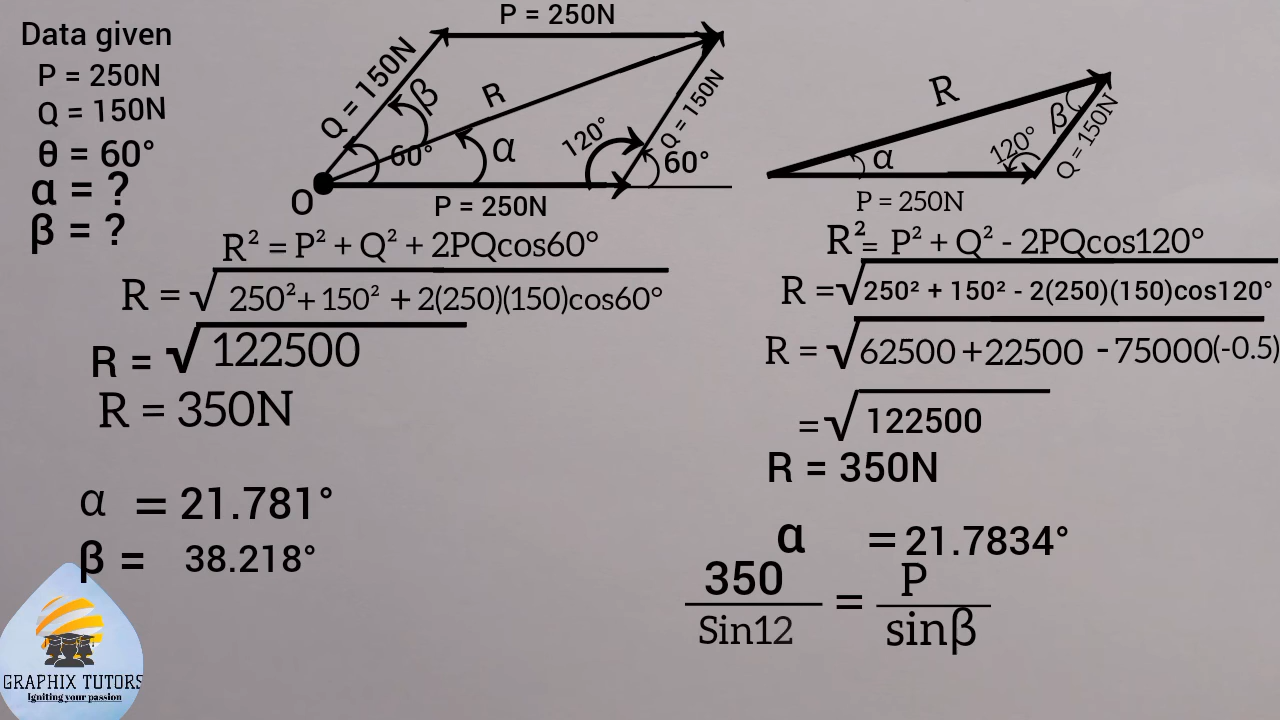 Data given
P = 250N
Q = 150N
θ = 60°
α = ?
β = ?
P = 250N
Q = 150N
β
R
60°
α
120°
Q = 150N
60°
O
P = 250N
R² = P² + Q² + 2PQcos60°
R = √250² + 150² + 2(250)(150)cos60°
R = √122500
R = 350N
α = 21.781°
β = 38.218°
R
α
120°
β
Q = 150N
P = 250N
R² = P² + Q² - 2PQcos120°
R = √250² + 150² - 2(250)(150)cos120°
R = √62500 + 22500 - 75000(-0.5)
= √122500
R = 350N
α = 21.7834°
350/Sin12 = P/sinβ
GRAPHIX TUTORS
Igniting your passion